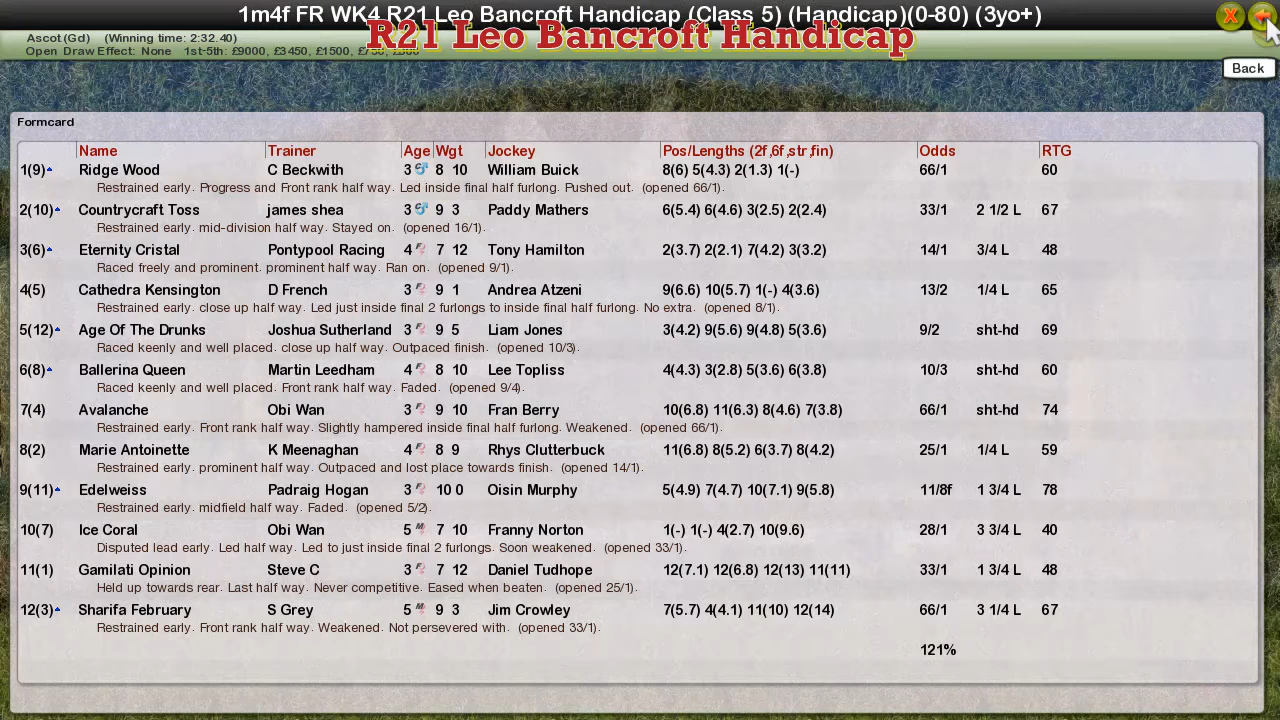 1m4f FR WK4 R21 Leo Bancroft Handicap (Class 5) (Handicap)(0-80) (3yo+)
R21 Leo Bancroft Handicap
Ascot(Gd) (Winning time: 2:32.40)
Open Draw Effect: None 1st-5th: £9000, £3450, £1500,
X
Back
Formcard
Name Trainer Age Wgt Jockey Pos/Lengths (2f,6f,str,fin) Odds RTG
1(9) Ridge Wood C Beckwith 3 8 10 William Buick 8(6) 5(4.3) 2(1.3) 1(-) 66/1 60
Restrained early. Progress and Front rank half way. Led inside final half furlong. Pushed out. (opened 66/1).
2(10) Countrycraft Toss james shea 3 9 3 Paddy Mathers 6(5.4) 6(4.6) 3(2.5) 2(2.4) 33/1 2 1/2 L 67
Restrained early. mid-division half way. Stayed on. (opened 16/1).
3(6) Eternity Cristal Pontypool Racing 4 F 7 12 Tony Hamilton 2(3.7) 2(2.1) 7(4.2) 3(3.2) 14/1 3/4 L 48
Raced freely and prominent. prominent half way. Ran on. (opened 9/1).
4(5) Cathedra Kensington D French 3 F 9 1 Andrea Atzeni 9(6.6) 10(5.7) 1(-) 4(3.6) 13/2 1/4 L 65
Restrained early. close up half way. Led just inside final 2 furlongs to inside final half furlong. No extra. (opened 8/1).
5(12) Age Of The Drunks Joshua Sutherland 3 F 9 5 Liam Jones 3(4.2) 9(5.6) 9(4.8) 5(3.6) 9/2 sht-hd 69
Raced keenly and well placed. close up half way. Outpaced finish. (opened 10/3).
6(8) Ballerina Queen Martin Leedham 4 F 8 10 Lee Topliss 4(4.3) 3(2.8) 5(3.6) 6(3.8) 10/3 sht-hd 60
Raced keenly and well placed. Front rank half way. Faded. (opened 9/4).
7(4) Avalanche Obi Wan 3 F 9 10 Fran Berry 10(6.8) 11(6.3) 8(4.6) 7(3.8) 66/1 sht-hd 74
Restrained early. Front rank half way. Slightly hampered inside final half furlong. Weakened. (opened 66/1).
8(2) Marie Antoinette K Meenaghan 4 F 8 9 Rhys Clutterbuck 11(6.8) 8(5.2) 6(3.7) 8(4.2) 25/1 1/4 L 59
Restrained early. prominent half way. Outpaced and lost place towards finish. (opened 14/1).
9(11) Edelweiss Padraig Hogan 3 F 10 0 Oisin Murphy 5(4.9) 7(4.7) 10(7.1) 9(5.8) 11/8f 1 3/4 L 78
Restrained early. midfield half way. Faded. (opened 5/2).
10(7) Ice Coral Obi Wan 5 M 7 10 Franny Norton 1(-) 1(-) 4(2.7) 10(9.6) 28/1 3 3/4 L 40
Disputed lead early. Led half way. Led to just inside final 2 furlongs. Soon weakened. (opened 33/1).
11(1) Gamilati Opinion Steve C 3 F 7 12 Daniel Tudhope 12(7.1) 12(6.8) 12(13) 11(11) 33/1 1 3/4 L 48
Held up towards rear. Last half way. Never competitive. Eased when beaten. (opened 25/1).
12(3) Sharifa February S Grey 5 M 9 3 Jim Crowley 7(5.7) 4(4.1) 11(10) 12(14) 66/1 3 1/4 L 67
Restrained early. Front rank half way. Weakened. Not persevered with. (opened 33/1).
121%